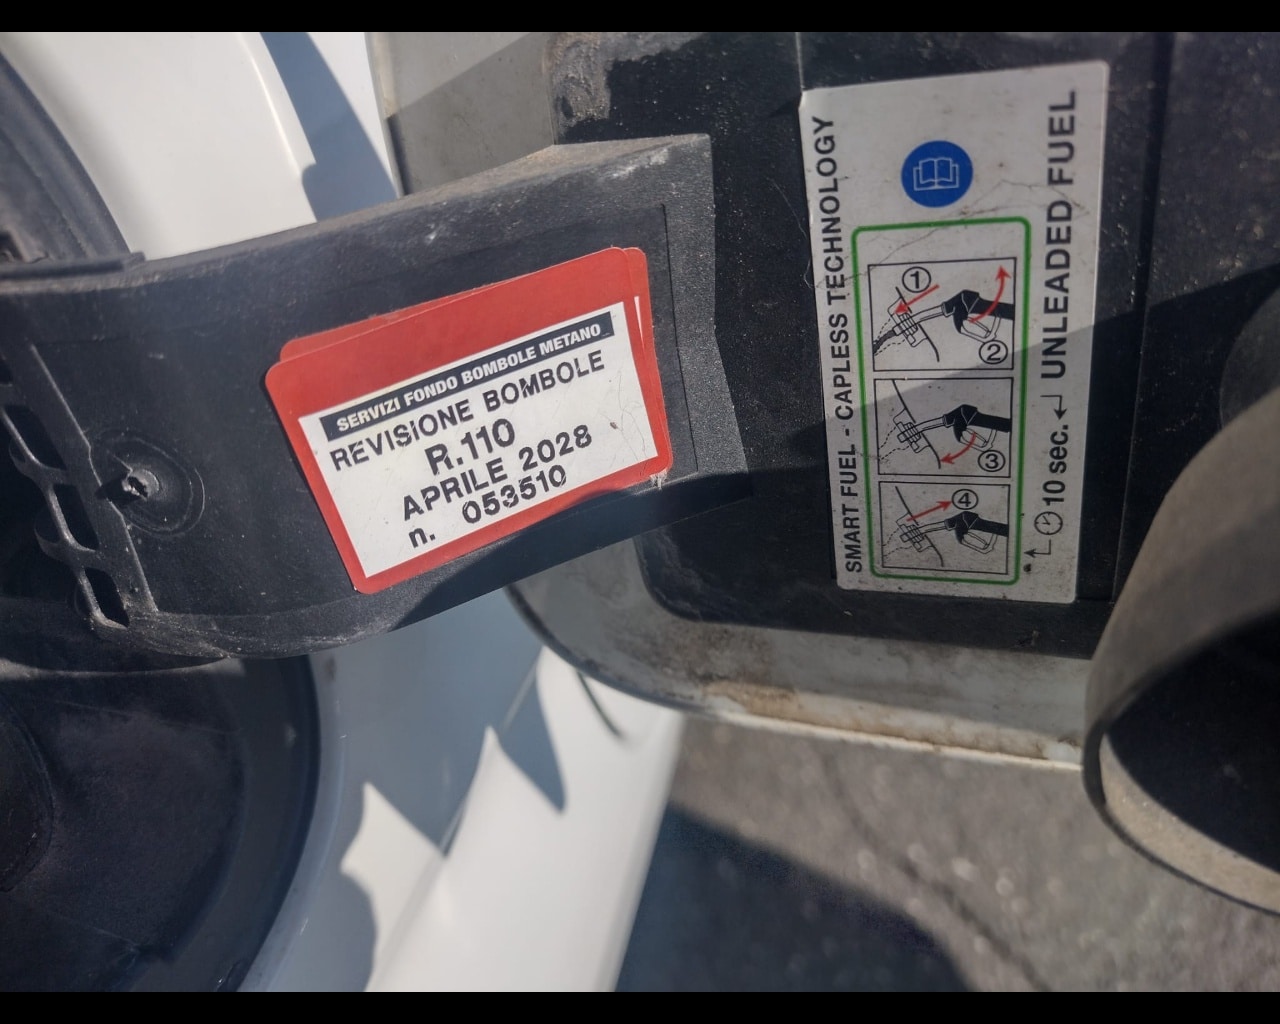 SERVIZI FONDO BOMBOLE METANO
REVISIONE BOMBOLE
R.110
APRILE 2028
n. 053510
SMART FUEL - CAPLESS TECHNOLOGY
1
2
3
4
10 sec. UNLEADED FUEL